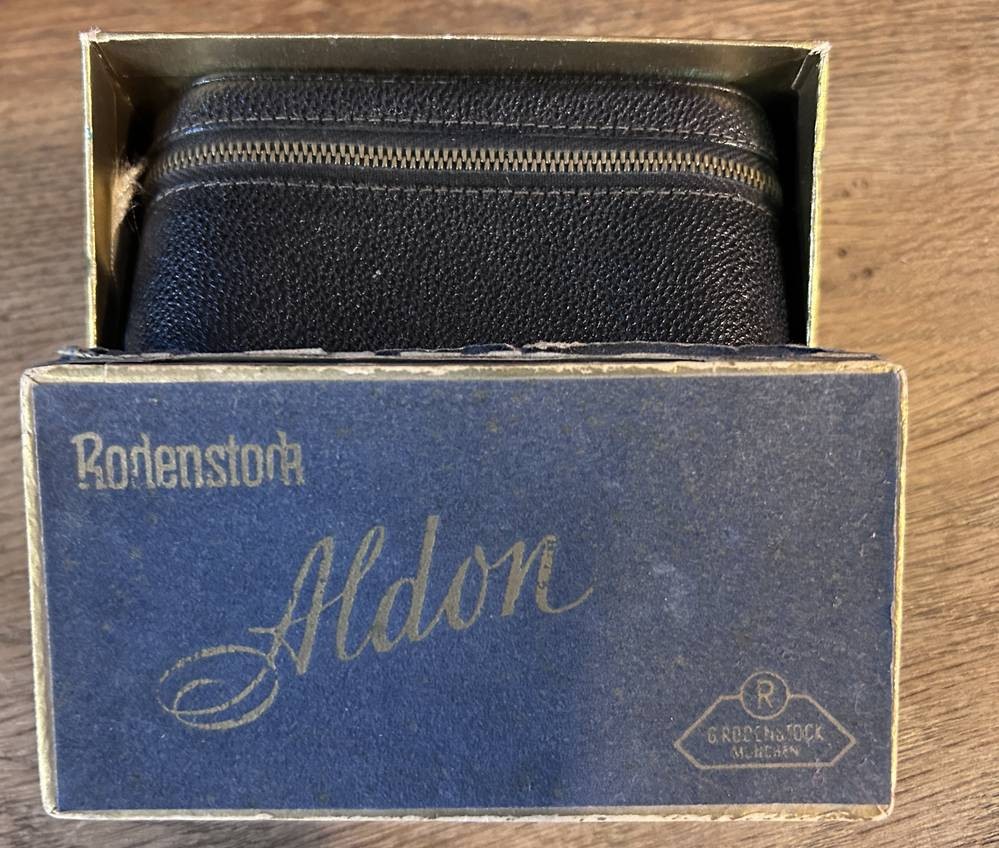 Rodenstock
Aldon
R
G. RODENSTOCK
MÜNCHEN